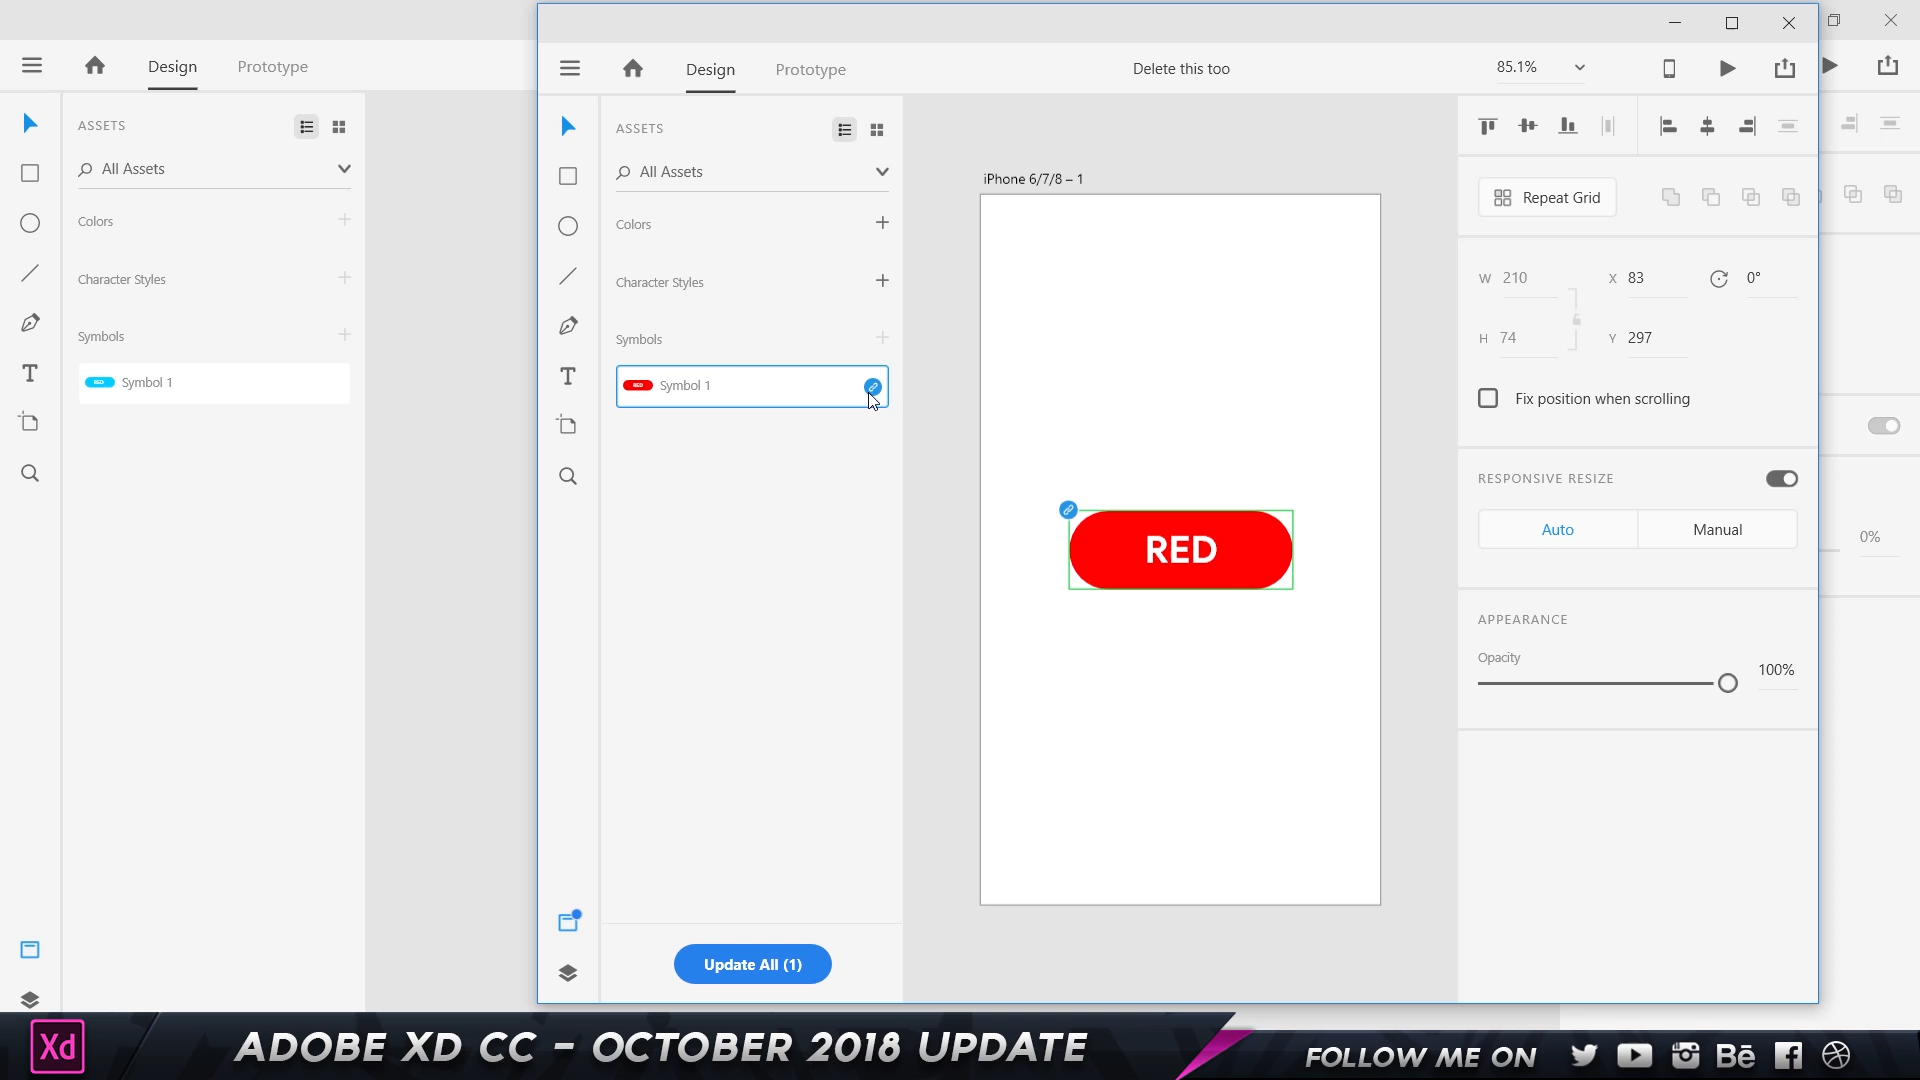 Design
Prototype
ASSETS
All Assets
Colors
Character Styles
Symbols
RED
Symbol 1
Design
Prototype
Delete this too
85.1%
ASSETS
All Assets
Colors
Character Styles
Symbols
RED
Symbol 1
Update All (1)
iPhone 6/7/8 – 1
RED
Repeat Grid
W 210
X 83
0°
H 74
Y 297
Fix position when scrolling
RESPONSIVE RESIZE
Auto
Manual
APPEARANCE
Opacity
100%
0%
Xd
ADOBE XD CC - OCTOBER 2018 UPDATE
FOLLOW ME ON
Bē